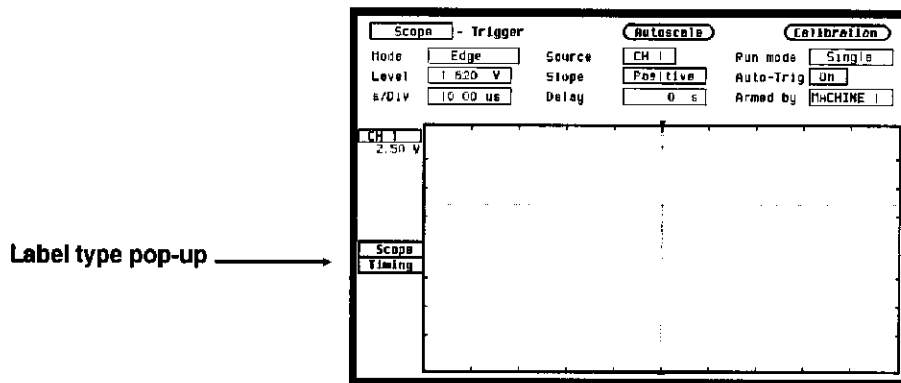 Scope - Trigger Autoscale Calibration
Mode Edge Source CH 1 Run mode Single
Level 1.620 V Slope Positive Auto-Trig On
s/Div 10.00 us Delay 0 s Armed by MACHINE 1
CH 1
2.50 V
Scope
Timing
Label type pop-up